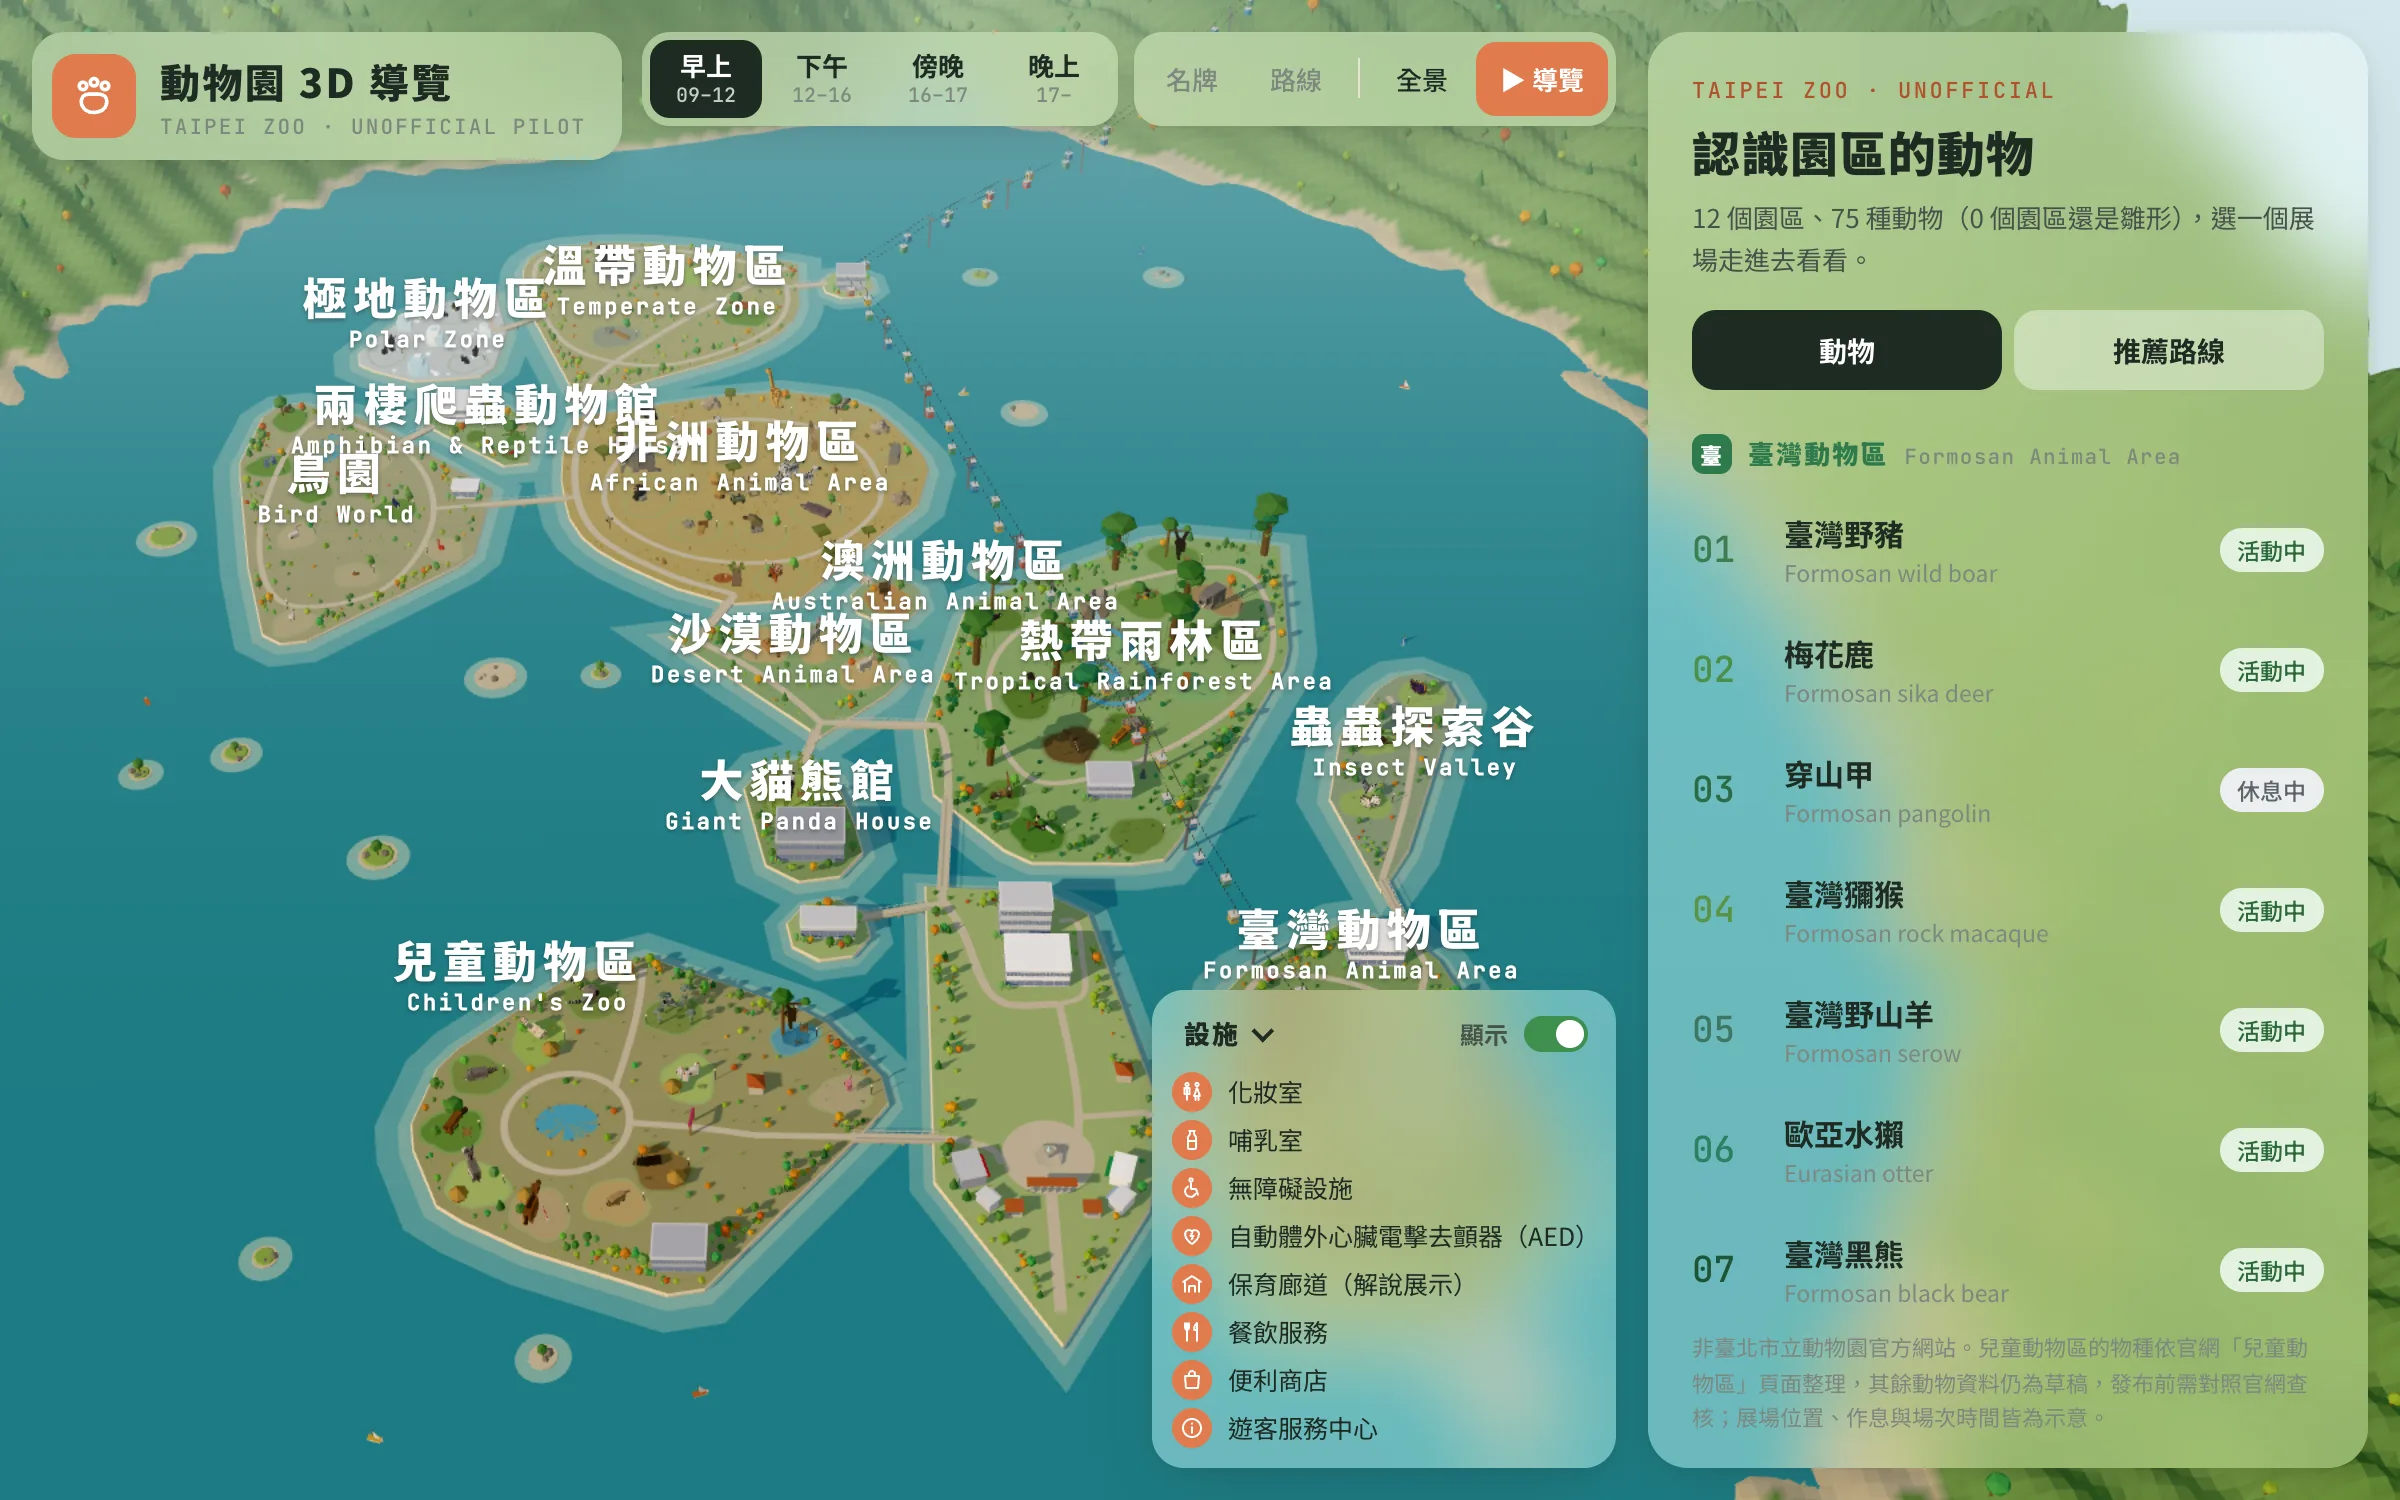 動物園 3D 導覽
TAIPEI ZOO · UNOFFICIAL PILOT
早上
09-12
下午
12-16
傍晚
16-17
晚上
17-
名牌
路線
全景
導覽
溫帶動物區
Temperate Zone
極地動物區
Polar Zone
兩棲爬蟲動物館
Amphibian & Reptile House
非洲動物區
African Animal Area
鳥園
Bird World
澳洲動物區
Australian Animal Area
沙漠動物區
Desert Animal Area
熱帶雨林區
Tropical Rainforest Area
蟲蟲探索谷
Insect Valley
大貓熊館
Giant Panda House
臺灣動物區
Formosan Animal Area
兒童動物區
Children's Zoo
設施
顯示
化妝室
哺乳室
無障礙設施
自動體外心臟電擊去顫器（AED）
保育廊道（解說展示）
餐飲服務
便利商店
遊客服務中心
TAIPEI ZOO · UNOFFICIAL
認識園區的動物
12 個園區、75 種動物（0 個園區還是雛形），選一個展
場走進去看看。
動物
推薦路線
臺 臺灣動物區 Formosan Animal Area
01 臺灣野豬 活動中
Formosan wild boar
02 梅花鹿 活動中
Formosan sika deer
03 穿山甲 休息中
Formosan pangolin
04 臺灣獼猴 活動中
Formosan rock macaque
05 臺灣野山羊 活動中
Formosan serow
06 歐亞水獺 活動中
Eurasian otter
07 臺灣黑熊 活動中
Formosan black bear
非臺北市立動物園官方網站。兒童動物區的物種依官網「兒童動
物區」頁面整理，其餘動物資料仍為草稿，發布前需對照官網查
核；展場位置、作息與場次時間皆為示意。